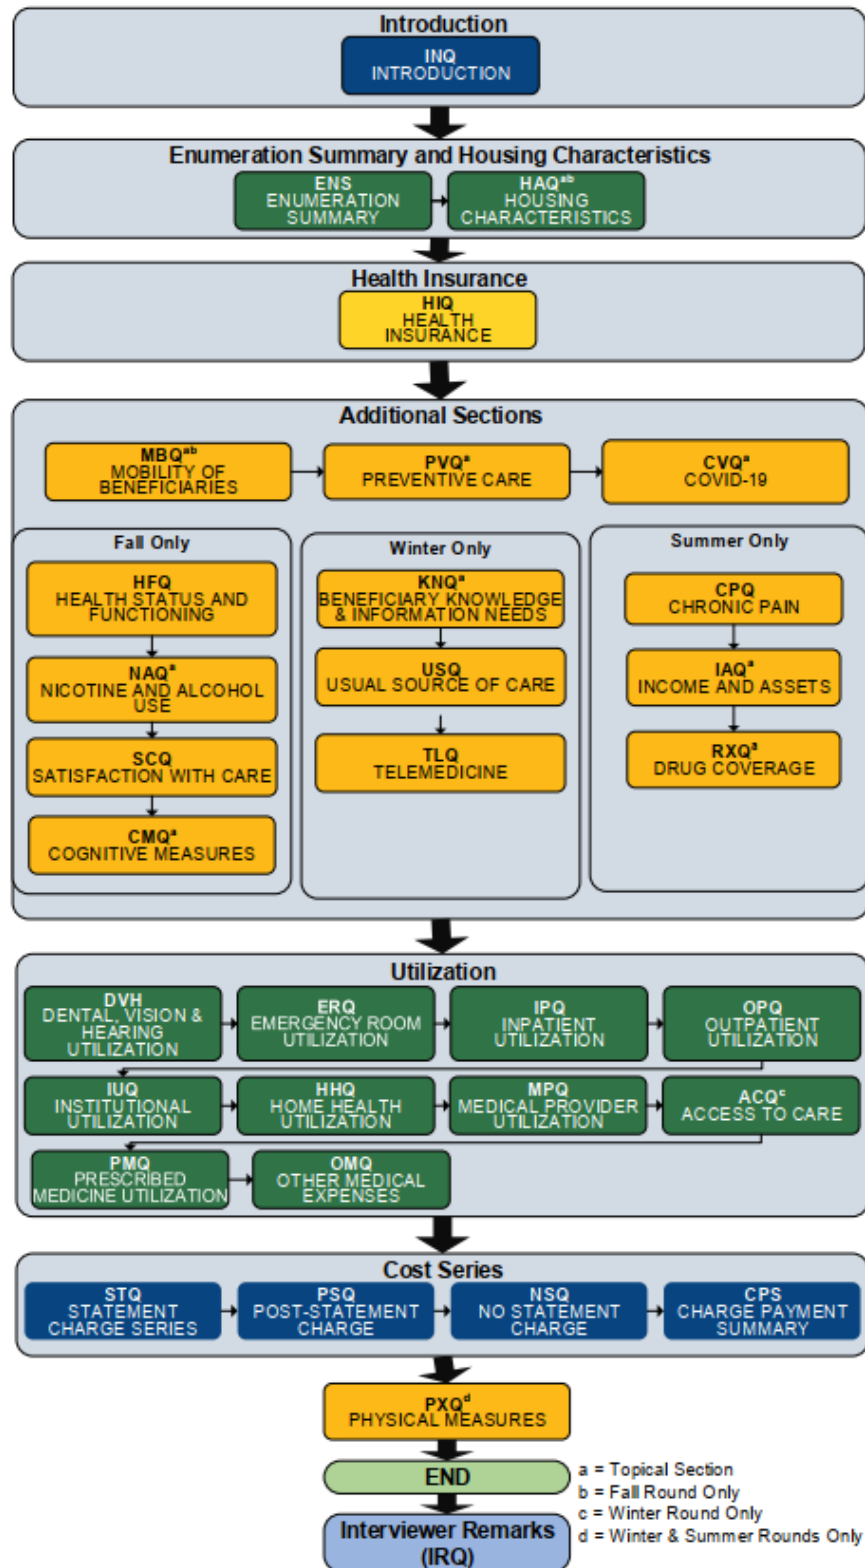 Introduction
INQ
INTRODUCTION
Enumeration Summary and Housing Characteristics
ENS
ENUMERATION
SUMMARY
HAQᵃᵇ
HOUSING
CHARACTERISTICS
Health Insurance
HIQ
HEALTH
INSURANCE
Additional Sections
MBQᵃᵇ
MOBILITY OF
BENEFICIARIES
PVQᵃ
PREVENTIVE CARE
CVQᵃ
COVID-19
Fall Only
HFQ
HEALTH STATUS AND
FUNCTIONING
NAQᵃ
NICOTINE AND ALCOHOL
USE
SCQ
SATISFACTION WITH CARE
CMQᵃ
COGNITIVE MEASURES
Winter Only
KNQᵃ
BENEFICIARY KNOWLEDGE
& INFORMATION NEEDS
USQ
USUAL SOURCE OF CARE
TLQ
TELEMEDICINE
Summer Only
CPQ
CHRONIC PAIN
IAQᵃ
INCOME AND ASSETS
RXQᵃ
DRUG COVERAGE
Utilization
DVH
DENTAL, VISION &
HEARING
UTILIZATION
ERQ
EMERGENCY ROOM
UTILIZATION
IPQ
INPATIENT
UTILIZATION
OPQ
OUTPATIENT
UTILIZATION
IUQ
INSTITUTIONAL
UTILIZATION
HHQ
HOME HEALTH
UTILIZATION
MPQ
MEDICAL PROVIDER
UTILIZATION
ACQᶜ
ACCESS TO CARE
PMQ
PRESCRIBED
MEDICINE UTILIZATION
OMQ
OTHER MEDICAL
EXPENSES
Cost Series
STQ
STATEMENT
CHARGE SERIES
PSQ
POST-STATEMENT
CHARGE
NSQ
NO STATEMENT
CHARGE
CPS
CHARGE PAYMENT
SUMMARY
PXQᵈ
PHYSICAL MEASURES
END
Interviewer Remarks
(IRQ)
a = Topical Section
b = Fall Round Only
c = Winter Round Only
d = Winter & Summer Rounds Only